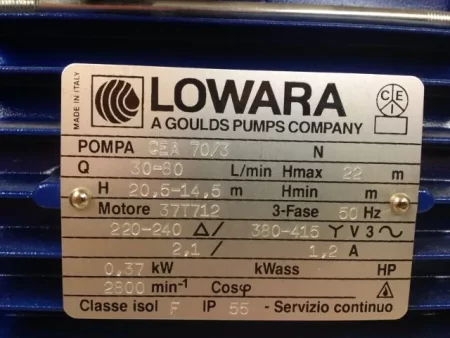 MADE IN ITALY
LOWARA
A GOULDS PUMPS COMPANY
CEI
POMPA CEA 70/3 N
Q 30-60 L/min Hmax 22 m
H 20,5-14,5 m Hmin m
Motore 37T712 3-Fase 50 Hz
220-240 Δ/ 380-415 Y V 3~
2,1/ 1,2 A
0,37 kW kWass HP
2800 min⁻¹ Cosφ
Classe isol F IP 55 - Servizio continuo